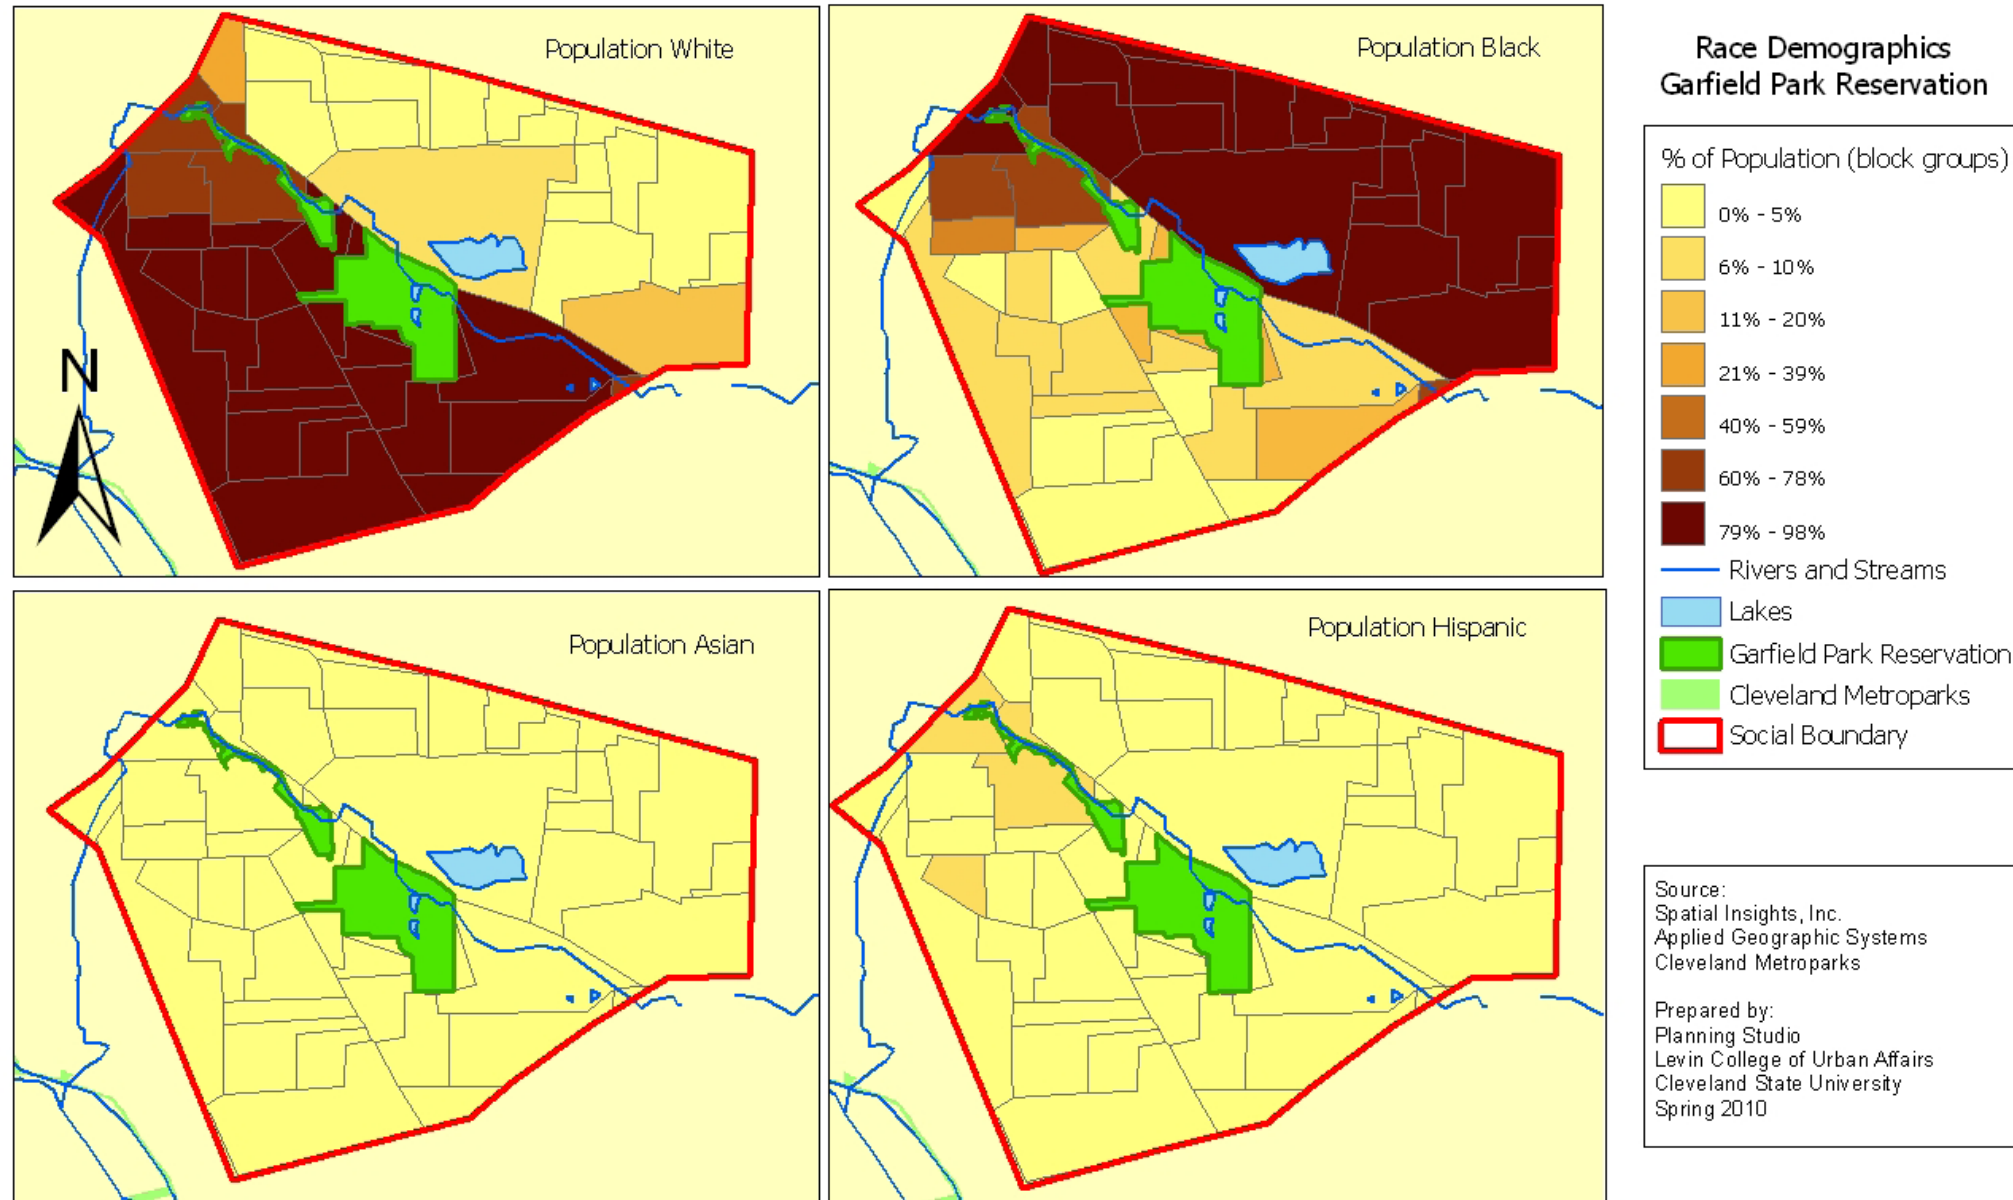 Population White
Population Black
Population Asian
Population Hispanic
N
Race Demographics
Garfield Park Reservation
% of Population (block groups)
0% - 5%
6% - 10%
11% - 20%
21% - 39%
40% - 59%
60% - 78%
79% - 98%
Rivers and Streams
Lakes
Garfield Park Reservation
Cleveland Metroparks
Social Boundary
Source:
Spatial Insights, Inc.
Applied Geographic Systems
Cleveland Metroparks
Prepared by:
Planning Studio
Levin College of Urban Affairs
Cleveland State University
Spring 2010